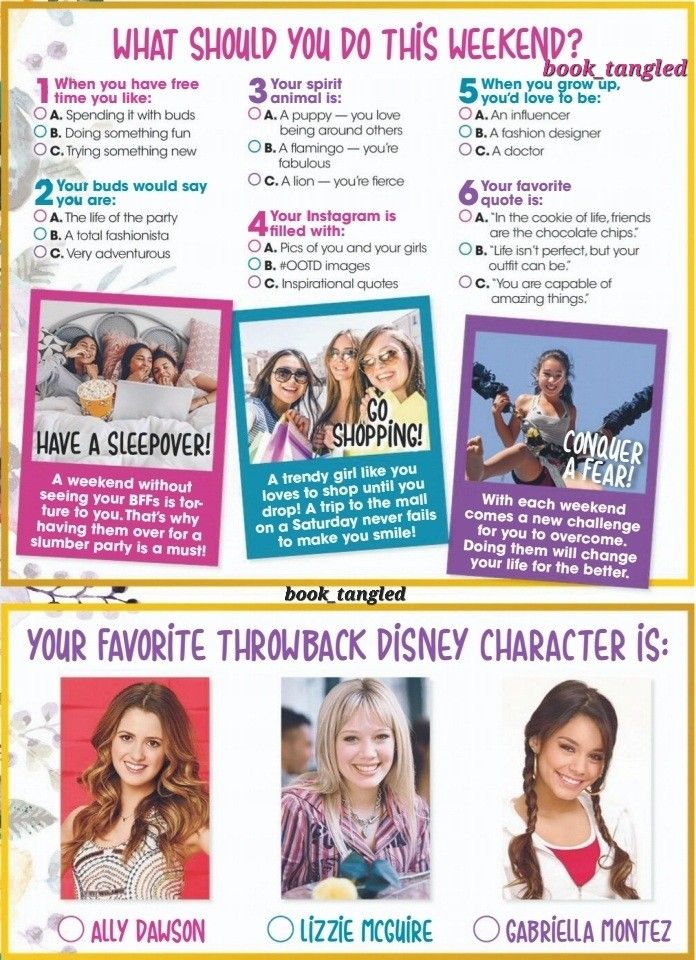 WHAT SHOULD YOU DO THIS WEEKEND?
book_tangled
1 When you have free
time you like:
A. Spending it with buds
B. Doing something fun
C. Trying something new
2 Your buds would say
you are:
A. The life of the party
B. A total fashionista
C. Very adventurous
3 Your spirit
animal is:
A. A puppy — you love
being around others
B. A flamingo — you're
fabulous
C. A lion — you're fierce
4 Your Instagram is
filled with:
A. Pics of you and your girls
B. #OOTD images
C. Inspirational quotes
5 When you grow up,
you'd love to be:
A. An influencer
B. A fashion designer
C. A doctor
6 Your favorite
quote is:
A. "In the cookie of life, friends
are the chocolate chips."
B. "Life isn't perfect, but your
outfit can be."
C. "You are capable of
amazing things."
HAVE A SLEEPOVER!
A weekend without
seeing your BFFs is tor-
ture to you. That's why
having them over for a
slumber party is a must!
GO
SHOPPING!
A trendy girl like you
loves to shop until you
drop! A trip to the mall
on a Saturday never fails
to make you smile!
CONQUER
A FEAR!
With each weekend
comes a new challenge
for you to overcome.
Doing them will change
your life for the better.
book_tangled
YOUR FAVORITE THROWBACK DISNEY CHARACTER IS:
book_tangled
ALLY DAWSON
LIZZIE MCGUIRE
GABRIELLA MONTEZ